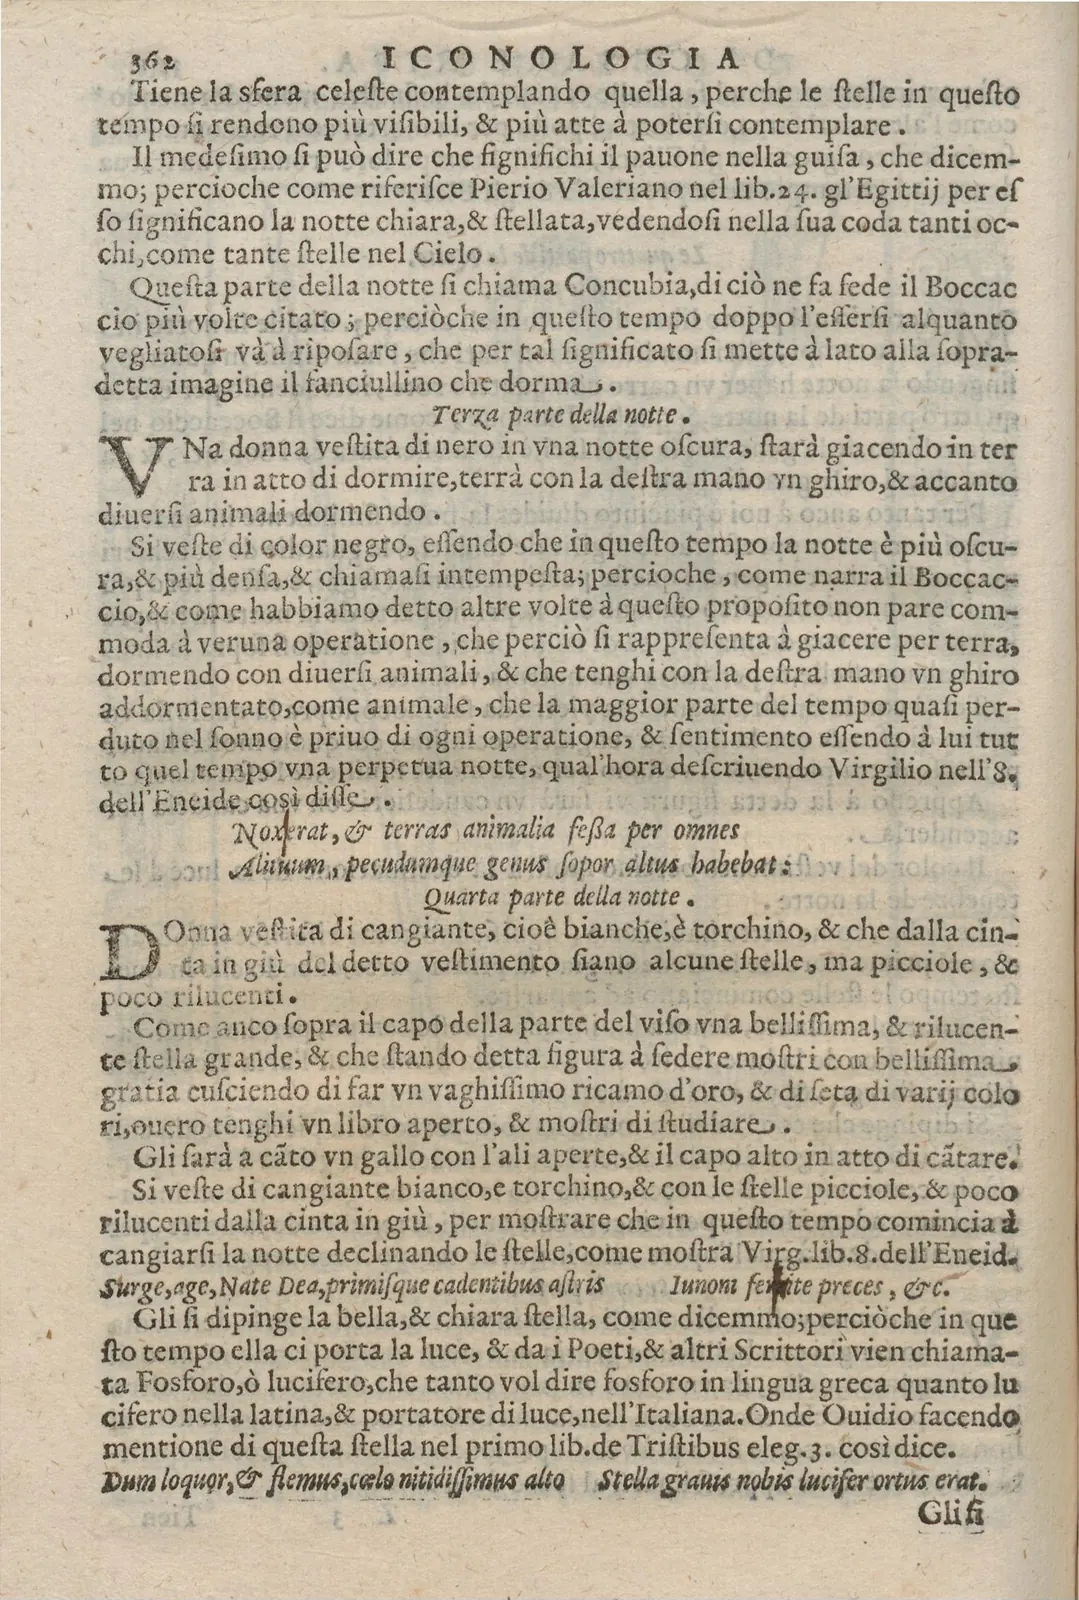 362 ICONOLOGIA
Tiene la sfera celeſte contemplando quella, perche le ſtelle in queſto
tempo ſi rendono più viſibili, & più atte à poterſi contemplare.
Il medeſimo ſi può dire che ſignifichi il pauone nella guiſa, che dicem-
mo; percioche come riferiſce Pierio Valeriano nel lib.24. gl'Egittij per eſ
ſo ſignificano la notte chiara,& ſtellata,vedendoſi nella ſua coda tanti oc-
chi,come tante ſtelle nel Cielo.
Queſta parte della notte ſi chiama Concubia,di ciò ne fa fede il Boccac
cio più volte citato; perciòche in queſto tempo doppo l'eſſerſi alquanto
vegliatoſi và à ripoſare, che per tal ſignificato ſi mette à lato alla ſopra-
detta imagine il fanciullino che dorma.
Terza parte della notte.
VNa donna veſtita di nero in vna notte oſcura, ſtarà giacendo in ter
ra in atto di dormire,terrà con la deſtra mano vn ghiro,& accanto
diuerſi animali dormendo.
Si veſte di color negro, eſſendo che in queſto tempo la notte è più oſcu-
ra,& più denſa,& chiamaſi intempeſta; percioche, come narra il Boccac-
cio,& come habbiamo detto altre volte à queſto propoſito non pare com-
moda à veruna operatione, che perciò ſi rappreſenta à giacere per terra,
dormendo con diuerſi animali, & che tenghi con la deſtra mano vn ghiro
addormentato,come animale, che la maggior parte del tempo quaſi per-
duto nel ſonno è priuo di ogni operatione, & ſentimento eſſendo à lui tut
to quel tempo vna perpetua notte, qual'hora deſcriuendo Virgilio nell'8.
dell'Eneide così diſſe.
Nox erat, & terras animalia feßa per omnes
Alituum, pecudumque genus ſopor altus habebat:
Quarta parte della notte.
DOnna veſtita di cangiante, cioè bianche,è torchino, & che dalla cin-
ta in giù del detto veſtimento ſiano alcune ſtelle, ma picciole, &
poco rilucenti.
Come anco ſopra il capo della parte del viſo vna belliſſima, & rilucen-
te ſtella grande, & che ſtando detta figura à ſedere moſtri con belliſſima
gratia cuſciendo di far vn vaghiſſimo ricamo d'oro, & di ſeta di varij colo
ri,ouero tenghi vn libro aperto, & moſtri di ſtudiare.
Gli ſarà a cãto vn gallo con l'ali aperte,& il capo alto in atto di cãtare.
Si veſte di cangiante bianco,e torchino,& con le ſtelle picciole, & poco
rilucenti dalla cinta in giù, per moſtrare che in queſto tempo comincia à
cangiarſi la notte declinando le ſtelle,come moſtra Virg.lib.8.dell'Eneid.
Surge,age,Nate Dea,primiſque cadentibus aſtris Iunoni ferite preces, &c.
Gli ſi dipinge la bella,& chiara ſtella, come dicemmo;perciòche in que
ſto tempo ella ci porta la luce, & da i Poeti,& altri Scrittori vien chiama-
ta Fosforo,ò lucifero,che tanto vol dire fosforo in lingua greca quanto lu
cifero nella latina,& portatore di luce,nell'Italiana.Onde Ouidio facendo
mentione di queſta ſtella nel primo lib.de Triſtibus eleg.3. così dice.
Dum loquor,& flemus,cœlo nitidiſſimus alto Stella grauis nobis lucifer ortus erat.
Gli ſi